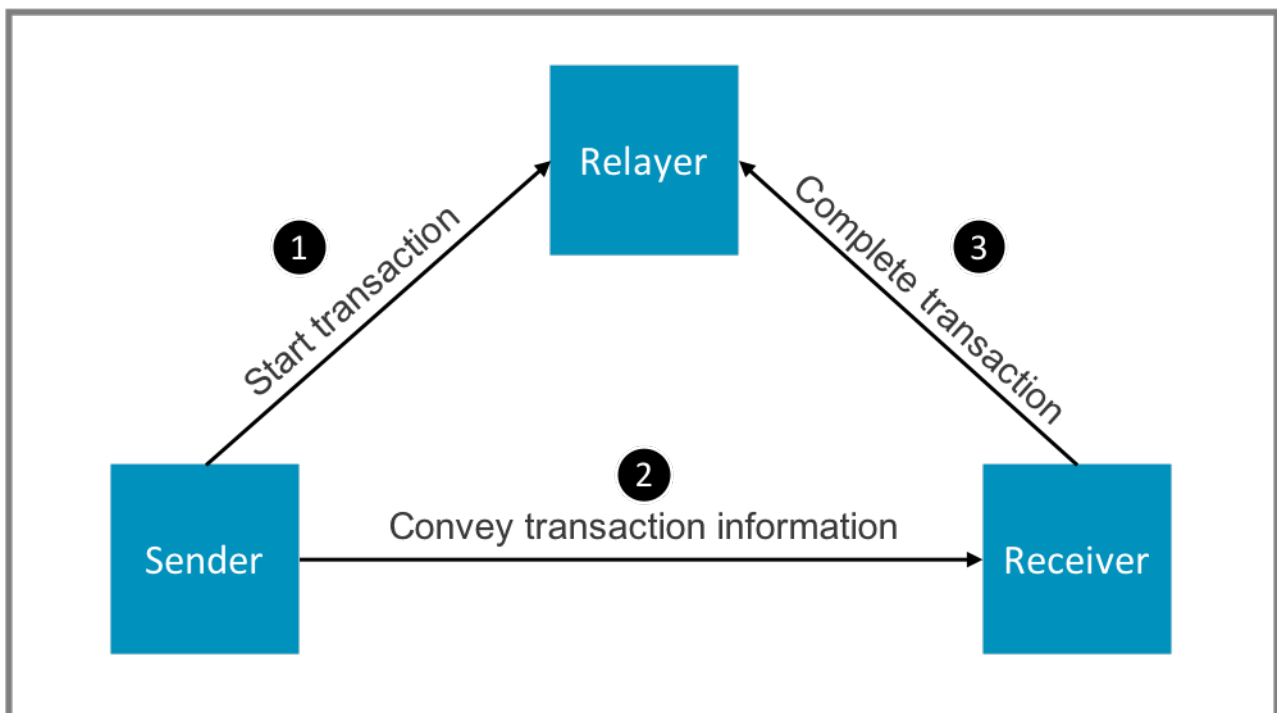 Relayer
1
Start transaction
Complete transaction
3
2
Convey transaction information
Sender
Receiver